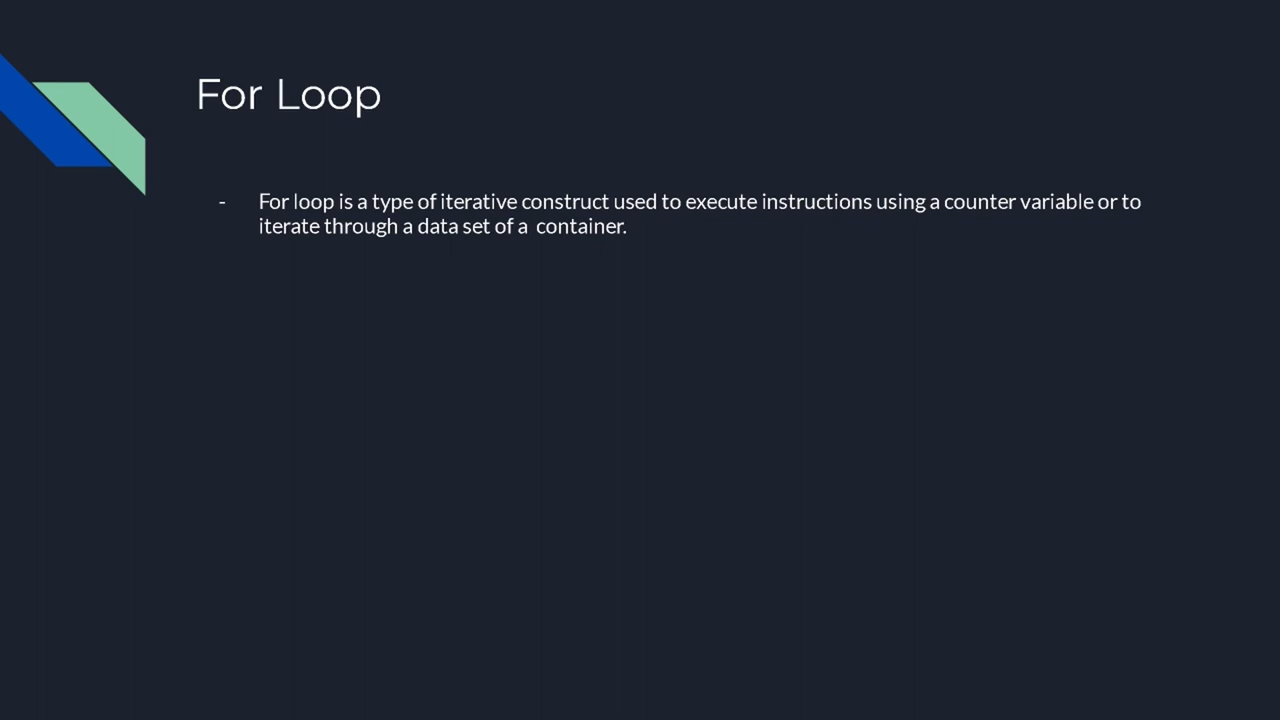 For Loop
- For loop is a type of iterative construct used to execute instructions using a counter variable or to
iterate through a data set of a  container.